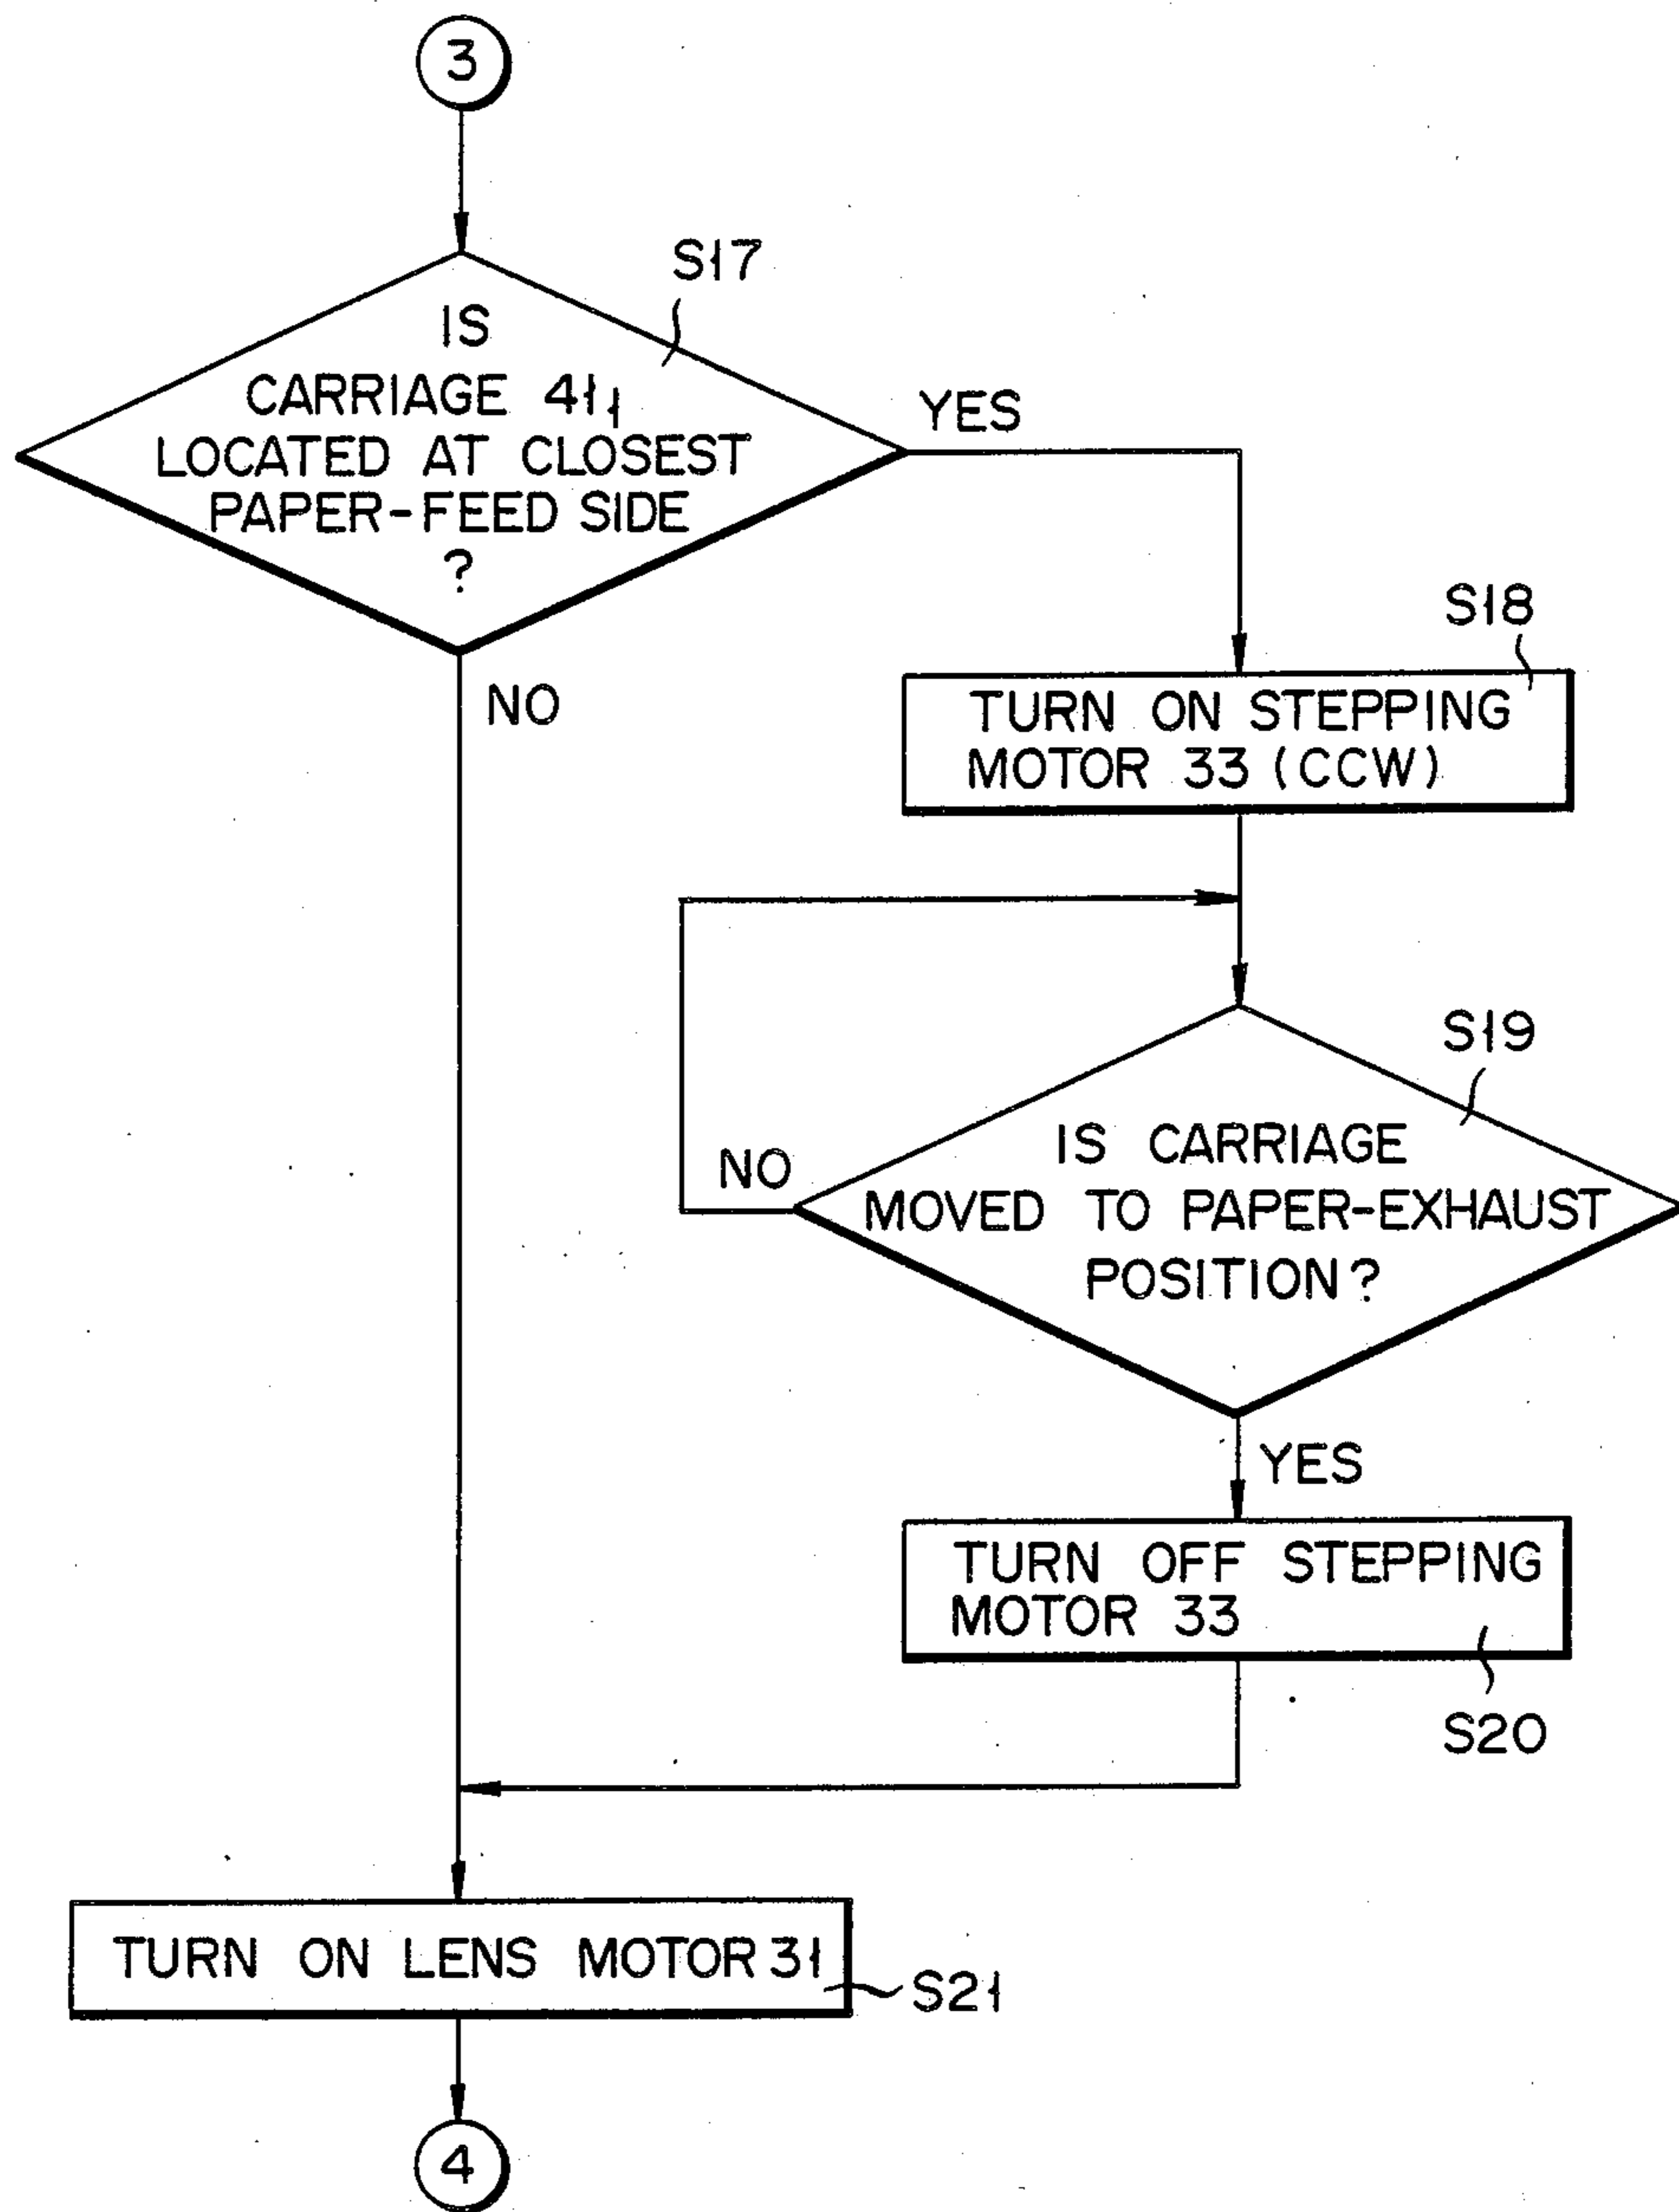 3
S17
IS
CARRIAGE 41₁
LOCATED AT CLOSEST
PAPER-FEED SIDE
?
YES
NO
S18
TURN ON STEPPING
MOTOR 33 (CCW)
S19
IS CARRIAGE
MOVED TO PAPER-EXHAUST
POSITION?
NO
YES
TURN OFF STEPPING
MOTOR 33
S20
TURN ON LENS MOTOR 31
S21
4